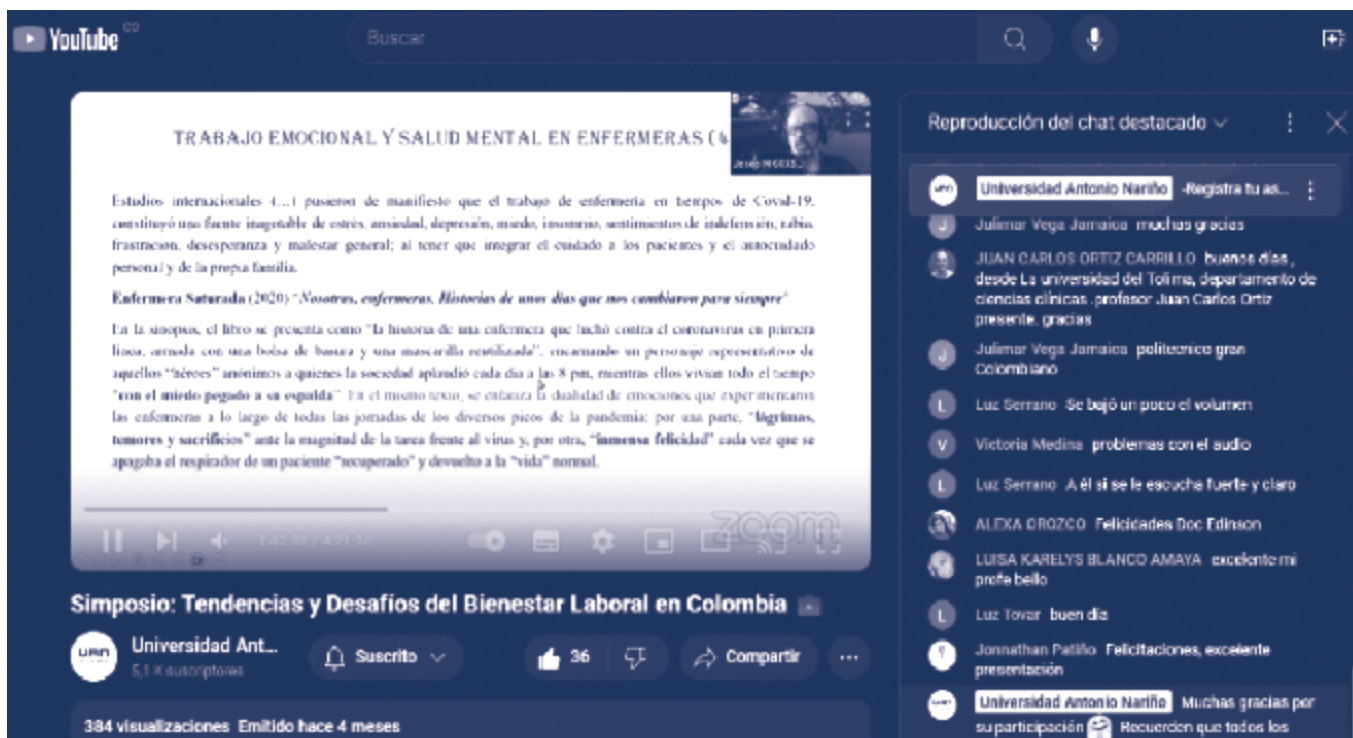 YouTube CO
Buscar
TRABAJO EMOCIONAL Y SALUD MENTAL EN ENFERMERAS (4
Estudios internacionales (...) pusieron de manifiesto que el trabajo de enfermería en tiempos de Covid-19,
constituyó una fuente inagotable de estrés, ansiedad, depresión, miedo, insomnio, sentimientos de indefensión, rabia,
frustración, desesperanza y malestar general; al tener que integrar el cuidado a los pacientes y el autocuidado
personal y de la propia familia.
Enfermera Saturada (2020) "Nosotras, enfermeras. Historias de unos días que nos cambiaron para siempre"
En la sinopsis, el libro se presenta como "la historia de una enfermera que luchó contra el coronavirus en primera
línea, armada con una bolsa de basura y una mascarilla reutilizada", encarnando un personaje representativo de
aquellos "héroes" anónimos a quienes la sociedad aplaudió cada día a las 8 pm, mientras ellos vivían todo el tiempo
"con el miedo pegado a su espalda" En el mismo texto, se enfatiza la dualidad de emociones que experimentaron
las enfermeras a lo largo de todas las jornadas de los diversos picos de la pandemia: por una parte, "lágrimas,
temores y sacrificios" ante la magnitud de la tarea frente al virus y, por otra, "inmensa felicidad" cada vez que se
apagaba el respirador de un paciente "recuperado" y devuelto a la "vida" normal.
zoom
Simposio: Tendencias y Desafíos del Bienestar Laboral en Colombia
UAN
Universidad Ant...
5,1 K suscriptores
Suscrito
36
Compartir
384 visualizaciones Emitido hace 4 meses
Reproducción del chat destacado
Universidad Antonio Nariño -Registra tu as...
Julimar Vega Jamaica muchas gracias
JUAN CARLOS ORTIZ CARRILLO buenos días,
desde La universidad del Tolima, departamento de
ciencias clínicas .profesor Juan Carlos Ortiz
presente. gracias
Julimar Vega Jamaica politecnico gran
Colombiano
Luz Serrano Se bajó un poco el volumen
Victoria Medina problemas con el audio
Luz Serrano A él si se le escucha fuerte y claro
ALEXA OROZCO Felicidades Doc Edinson
LUISA KARELYS BLANCO AMAYA excelente mi
profe bello
Luz Tovar buen día
Jonnathan Patiño Felicitaciones, excelente
presentación
Universidad Antonio Nariño Muchas gracias por
su participación Recuerden que todos los